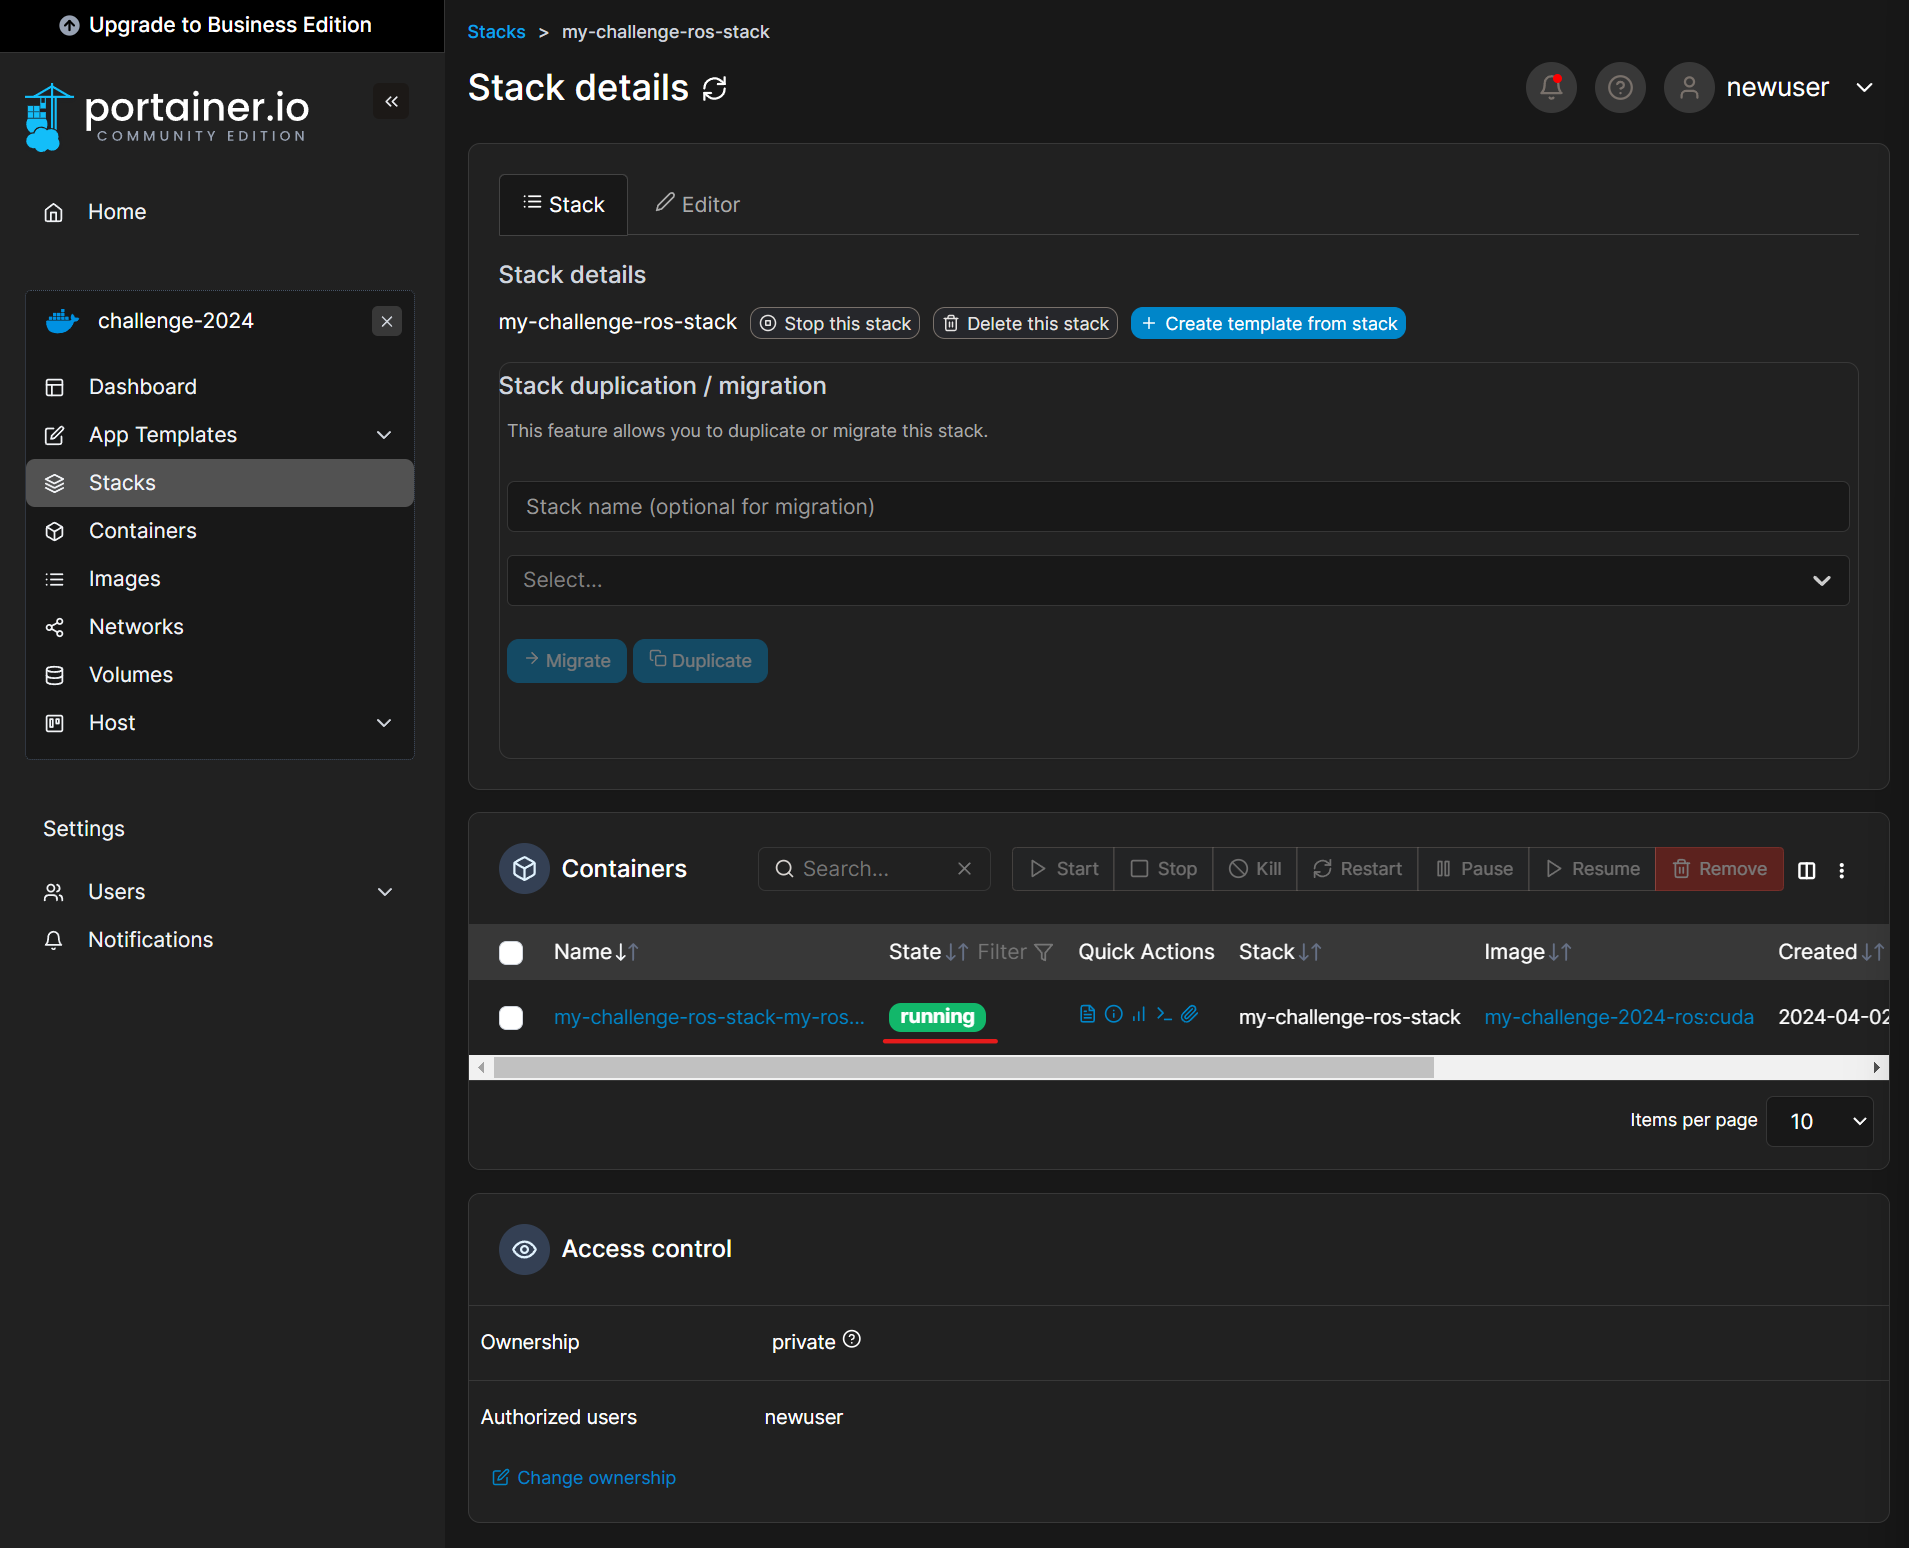 Upgrade to Business Edition
portainer.io
COMMUNITY EDITION
Home
challenge-2024
Dashboard
App Templates
Stacks
Containers
Images
Networks
Volumes
Host
Settings
Users
Notifications
Stacks > my-challenge-ros-stack
Stack details
newuser
Stack Editor
Stack details
my-challenge-ros-stack Stop this stack Delete this stack + Create template from stack
Stack duplication / migration
This feature allows you to duplicate or migrate this stack.
Stack name (optional for migration)
Select...
Migrate Duplicate
Containers Search... Start Stop Kill Restart Pause Resume Remove
Name State Filter Quick Actions Stack Image Created
my-challenge-ros-stack-my-ros... running my-challenge-ros-stack my-challenge-2024-ros:cuda 2024-04-02
Items per page 10
Access control
Ownership private
Authorized users newuser
Change ownership